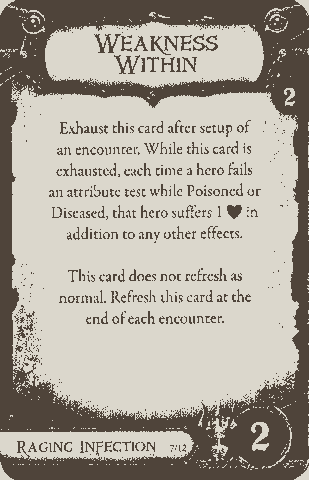 WEAKNESS
WITHIN
2
Exhaust this card after setup of
an encounter. While this card is
exhausted, each time a hero fails
an attribute test while Poisoned or
Diseased, that hero suffers 1 ♥ in
addition to any other effects.
This card does not refresh as
normal. Refresh this card at the
end of each encounter.
RAGING INFECTION 7/12
2